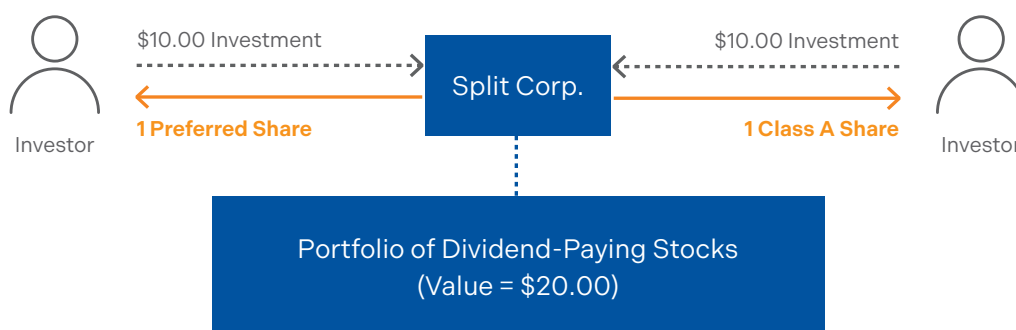 $10.00 Investment
$10.00 Investment
Split Corp.
1 Preferred Share
1 Class A Share
Investor
Investor
Portfolio of Dividend-Paying Stocks
(Value = $20.00)